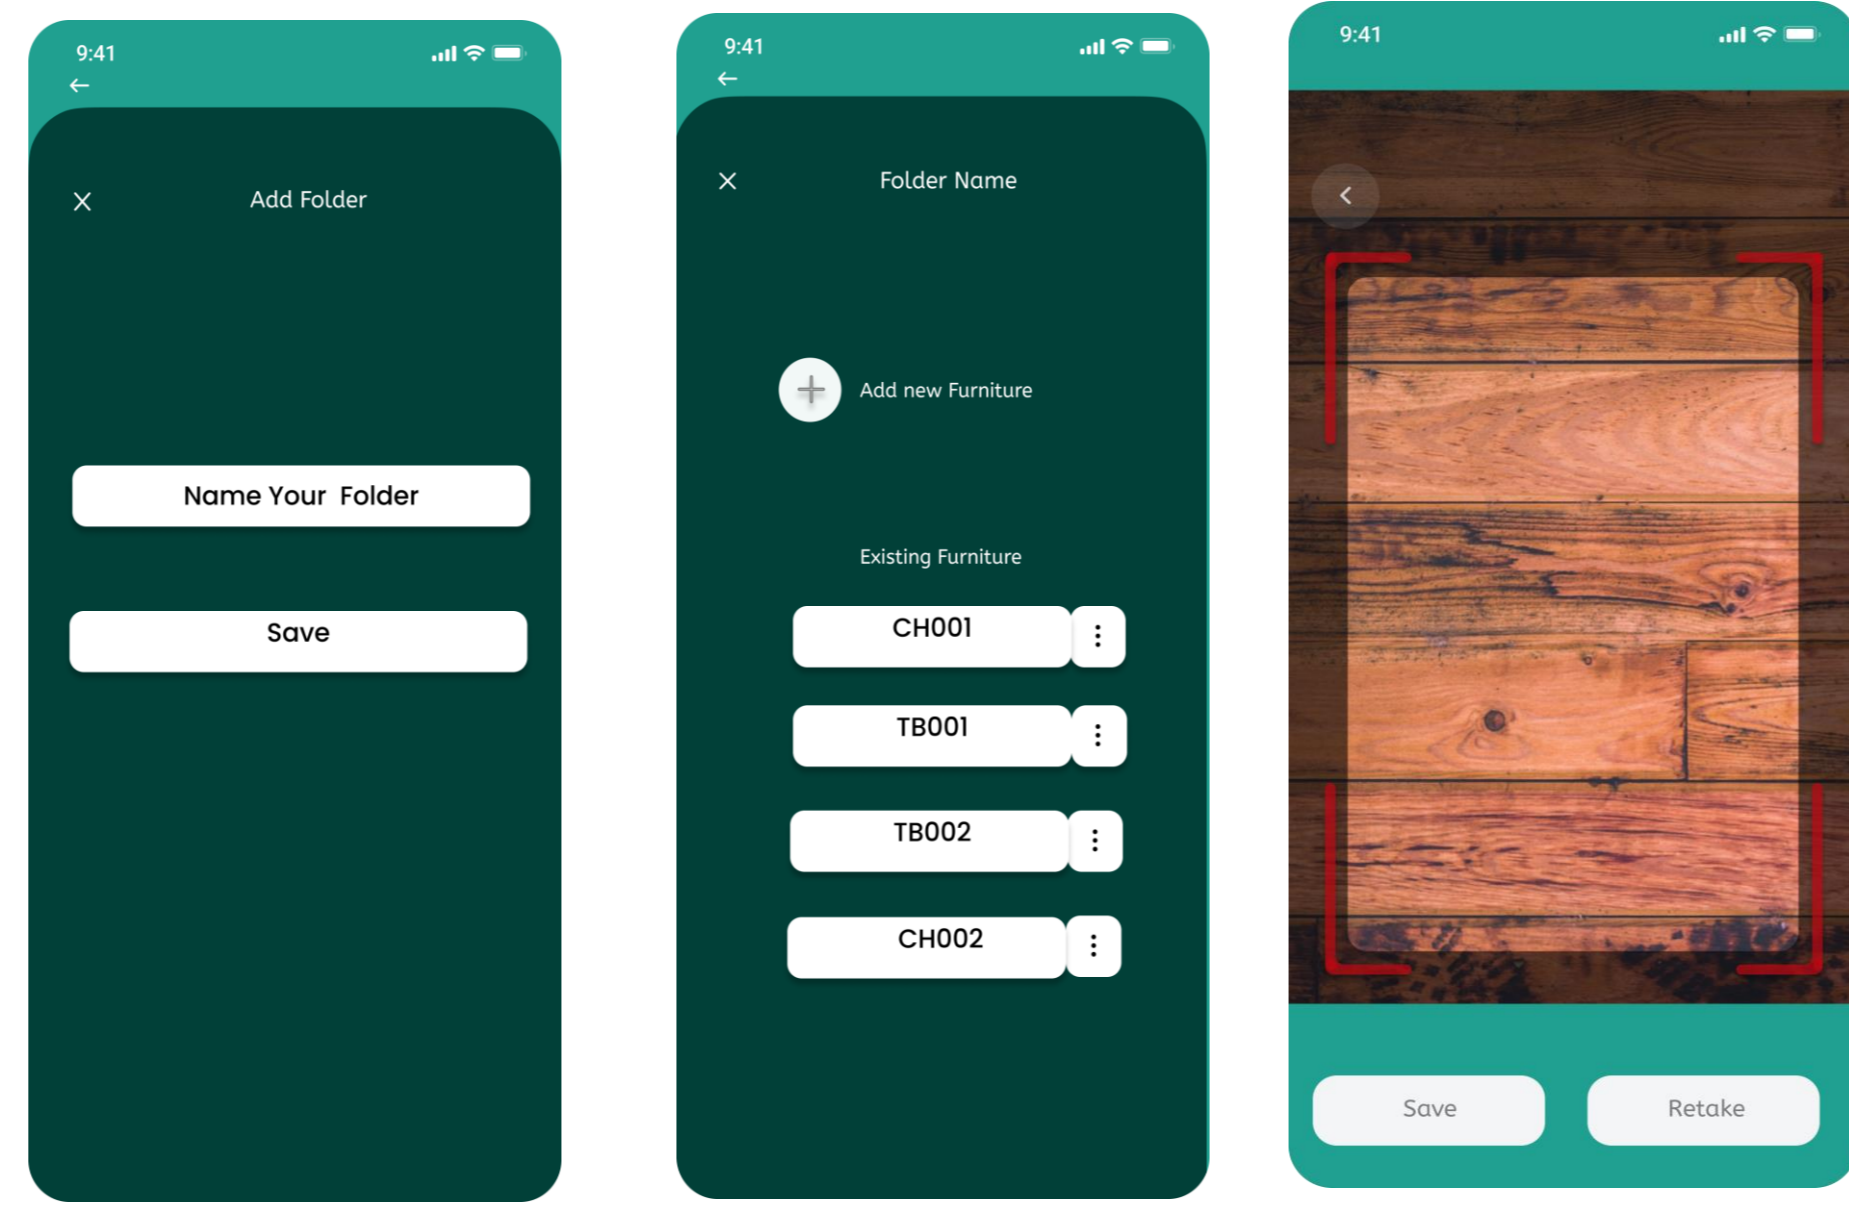 9:41
Add Folder
Name Your Folder
Save
9:41
Folder Name
Add new Furniture
Existing Furniture
CH001
TB001
TB002
CH002
9:41
Save
Retake